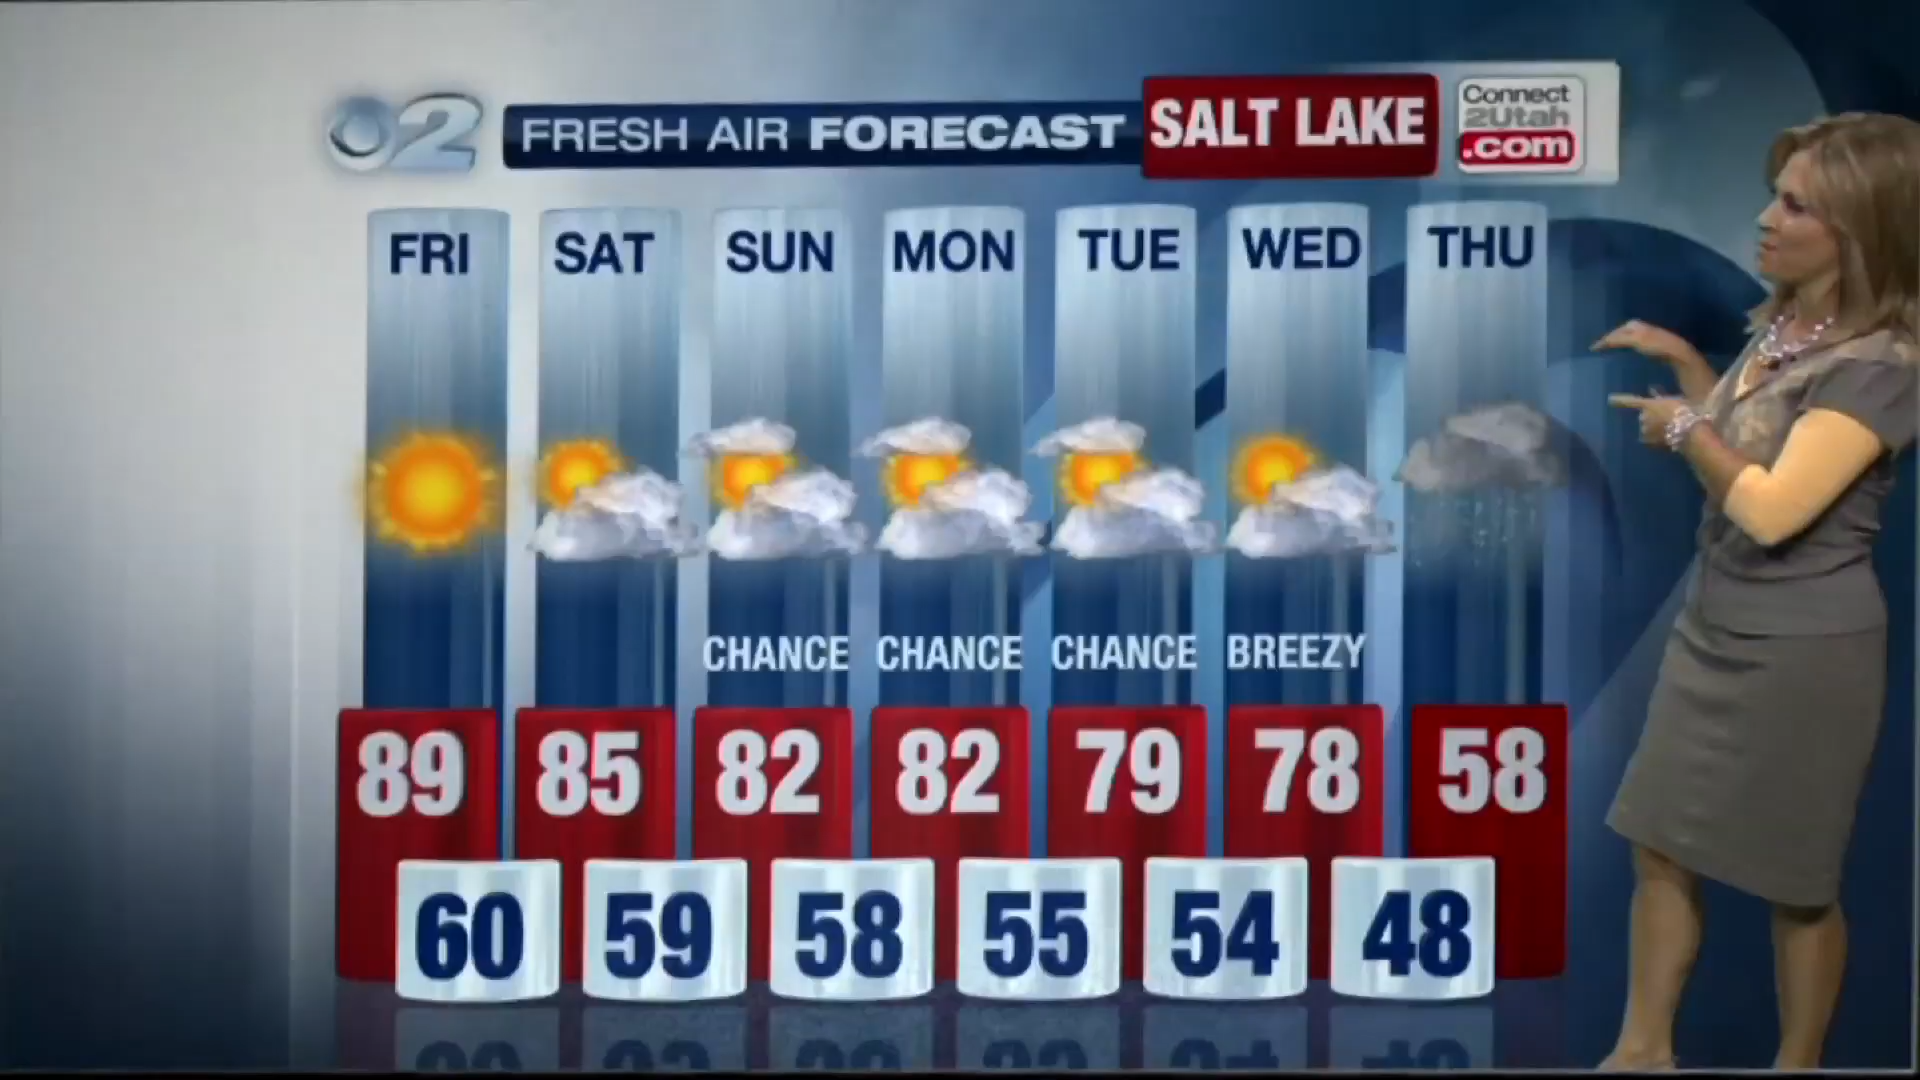 2 FRESH AIR FORECAST SALT LAKE
Connect
2Utah
.com
FRI SAT SUN MON TUE WED THU
CHANCE CHANCE CHANCE BREEZY
89 85 82 82 79 78 58
60 59 58 55 54 48